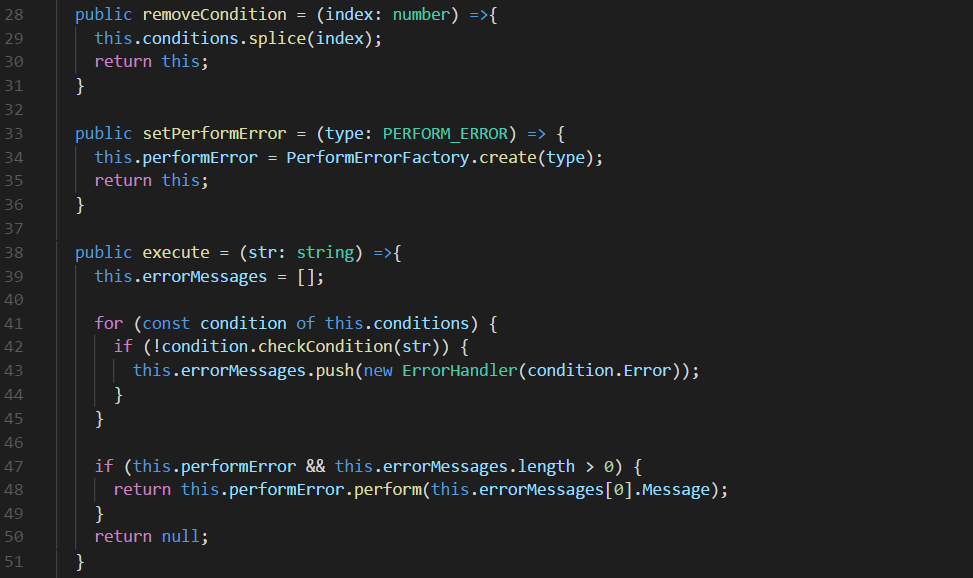 28 public removeCondition = (index: number) =>{
29 this.conditions.splice(index);
30 return this;
31 }
32
33 public setPerformError = (type: PERFORM_ERROR) => {
34 this.performError = PerformErrorFactory.create(type);
35 return this;
36 }
37
38 public execute = (str: string) =>{
39 this.errorMessages = [];
40
41 for (const condition of this.conditions) {
42 if (!condition.checkCondition(str)) {
43 this.errorMessages.push(new ErrorHandler(condition.Error));
44 }
45 }
46
47 if (this.performError && this.errorMessages.length > 0) {
48 return this.performError.perform(this.errorMessages[0].Message);
49 }
50 return null;
51 }